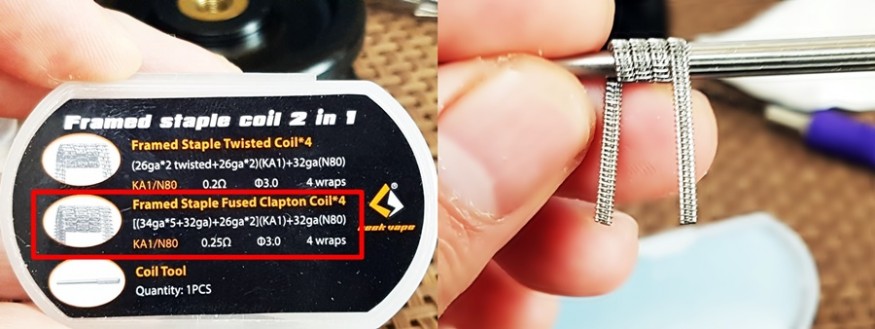 Framed staple coil 2 in 1
Framed Staple Twisted Coil*4
(26ga*2 twisted+26ga*2)(KA1)+32ga(N80)
KA1/N80 0.2Ω Φ3.0 4 wraps
Framed Staple Fused Clapton Coil*4
[(34ga*5+32ga)+26ga*2](KA1)+32ga(N80)
KA1/N80 0.25Ω Φ3.0 4 wraps
®
geek vape
Coil Tool
Quantity: 1PCS